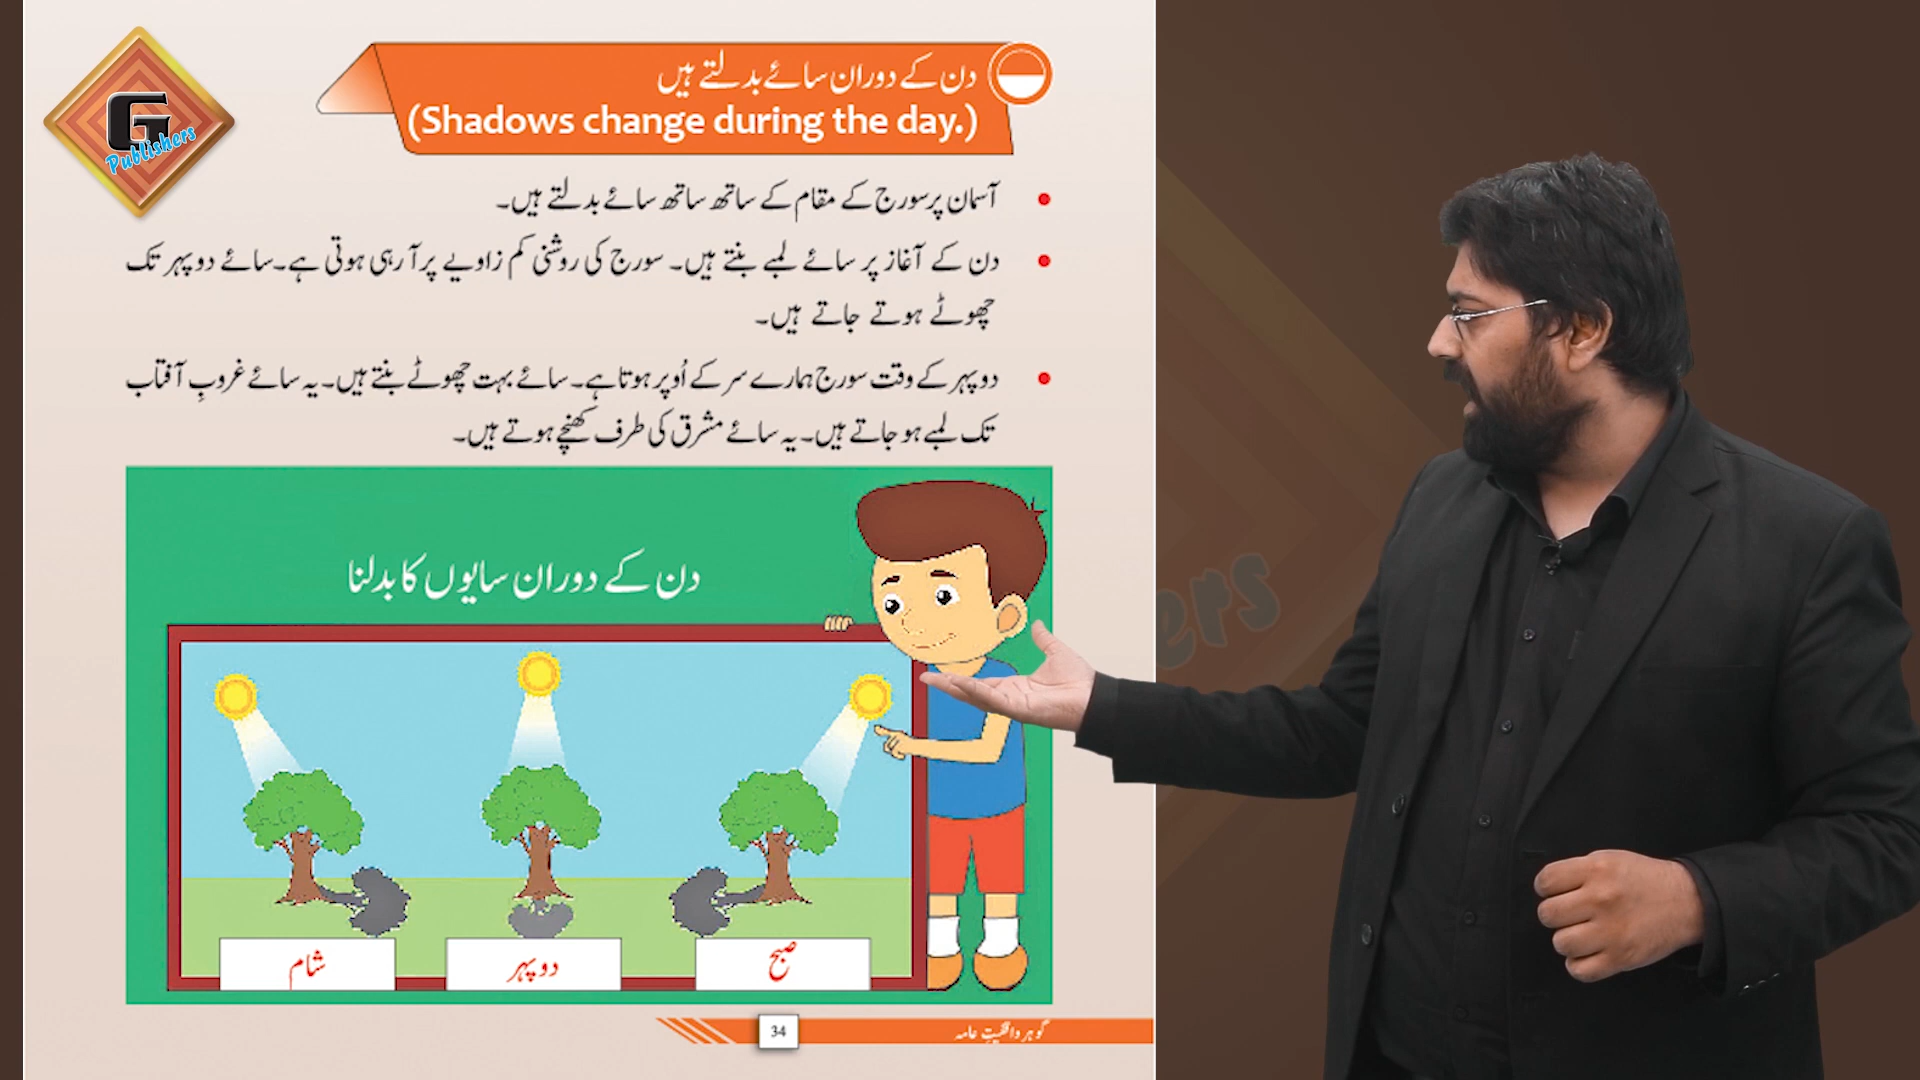 G
Publishers
دن کے دوران سائے بدلتے ہیں
(Shadows change during the day.)
آسمان پر سورج کے مقام کے ساتھ ساتھ سائے بدلتے ہیں۔
دن کے آغاز پر سائے لمبے بنتے ہیں۔ سورج کی روشنی کم زاویے پر آ رہی ہوتی ہے۔ سائے دوپہر تک
چھوٹے ہوتے جاتے ہیں۔
دوپہر کے وقت سورج ہمارے سر کے اُوپر ہوتا ہے۔ سائے بہت چھوٹے بنتے ہیں۔ یہ سائے غروبِ آفتاب
تک لمبے ہو جاتے ہیں۔ یہ سائے مشرق کی طرف کھنچے ہوتے ہیں۔
دن کے دوران سایوں کا بدلنا
صبح
دوپہر
شام
گوہر واقفیتِ عامہ
34
ers